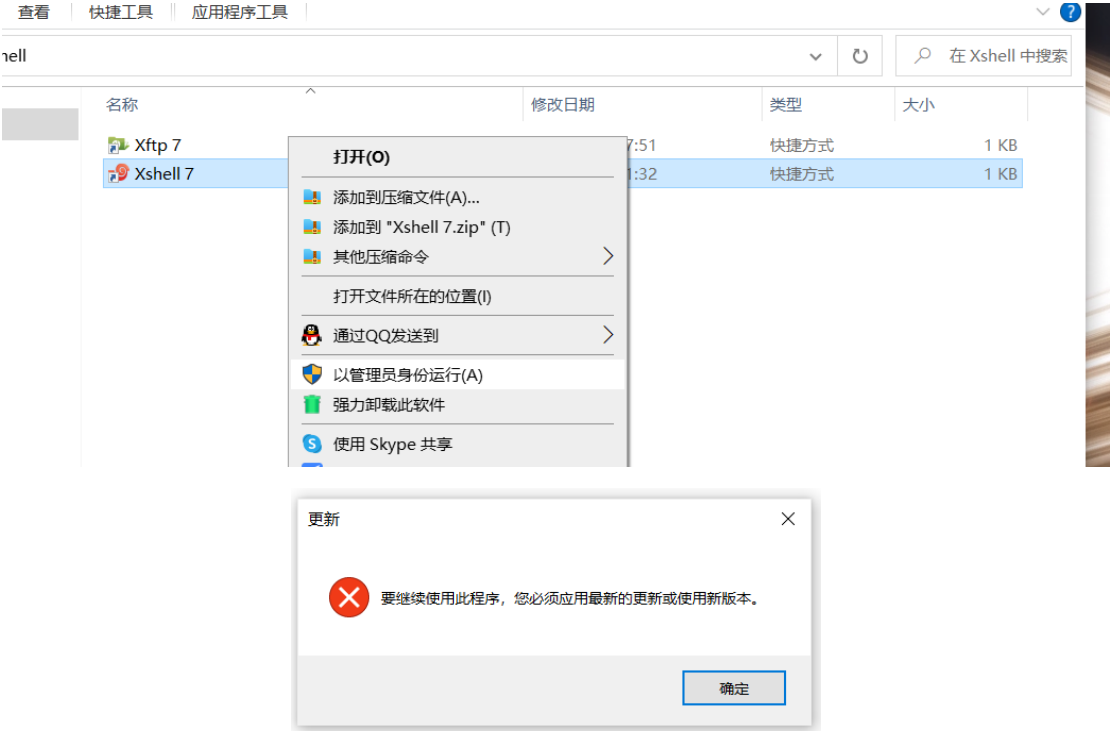 查看 快捷工具 应用程序工具
hell 在 Xshell 中搜索
名称 修改日期 类型 大小
Xftp 7 7:51 快捷方式 1 KB
Xshell 7 1:32 快捷方式 1 KB
打开(O)
添加到压缩文件(A)...
添加到 "Xshell 7.zip" (T)
其他压缩命令
打开文件所在的位置(I)
通过QQ发送到
以管理员身份运行(A)
强力卸载此软件
使用 Skype 共享
更新
要继续使用此程序，您必须应用最新的更新或使用新版本。
确定